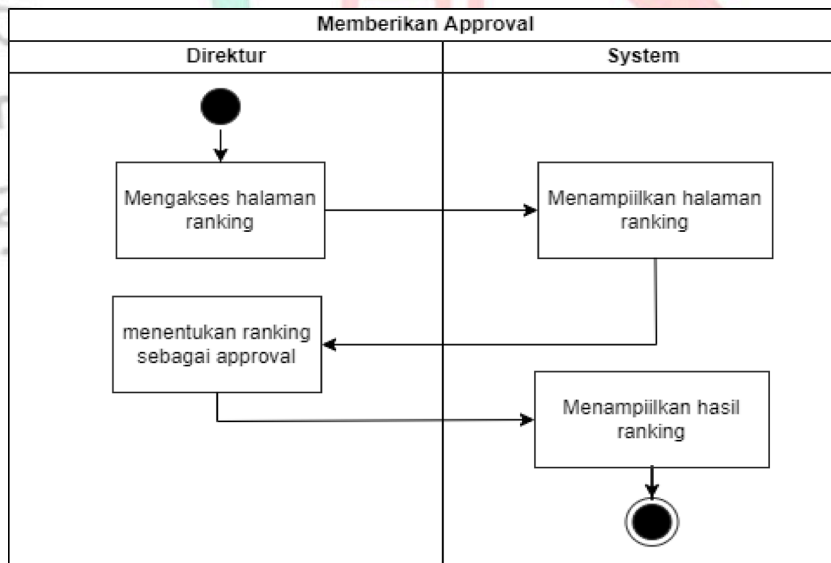 Memberikan Approval
Direktur
System
Mengakses halaman
ranking
Menampiilkan halaman
ranking
menentukan ranking
sebagai approval
Menampiilkan hasil
ranking